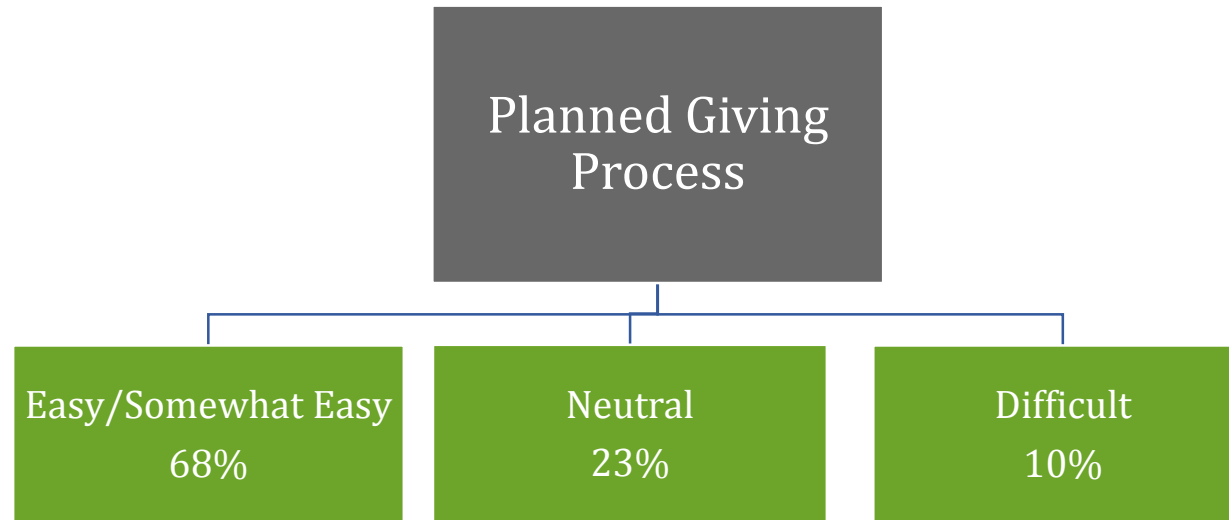 Planned Giving
Process
Easy/Somewhat Easy
68%
Neutral
23%
Difficult
10%